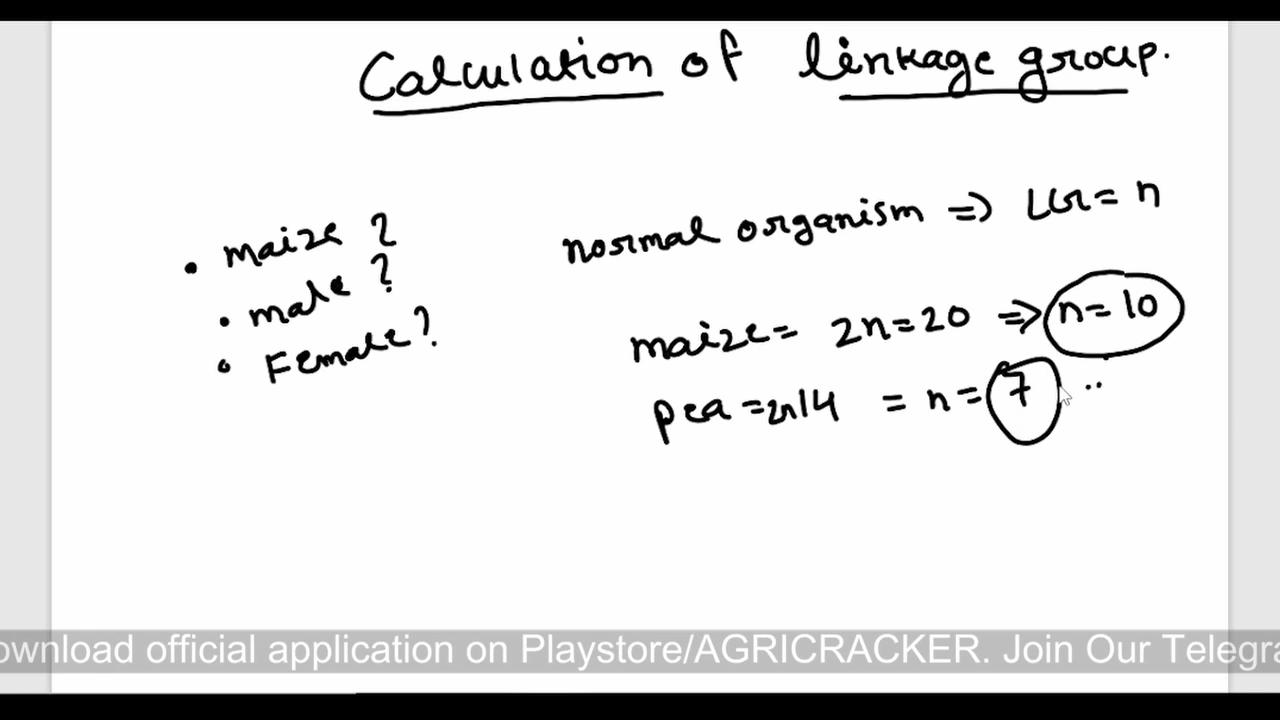 Calculation of linkage group.
• maize ?
• male ?
• Female ?
normal organism => LG = n
maize = 2n = 20 => n = 10
pea = 2n14 = n = 7 ..
ownload official application on Playstore/AGRICRACKER. Join Our Telegra